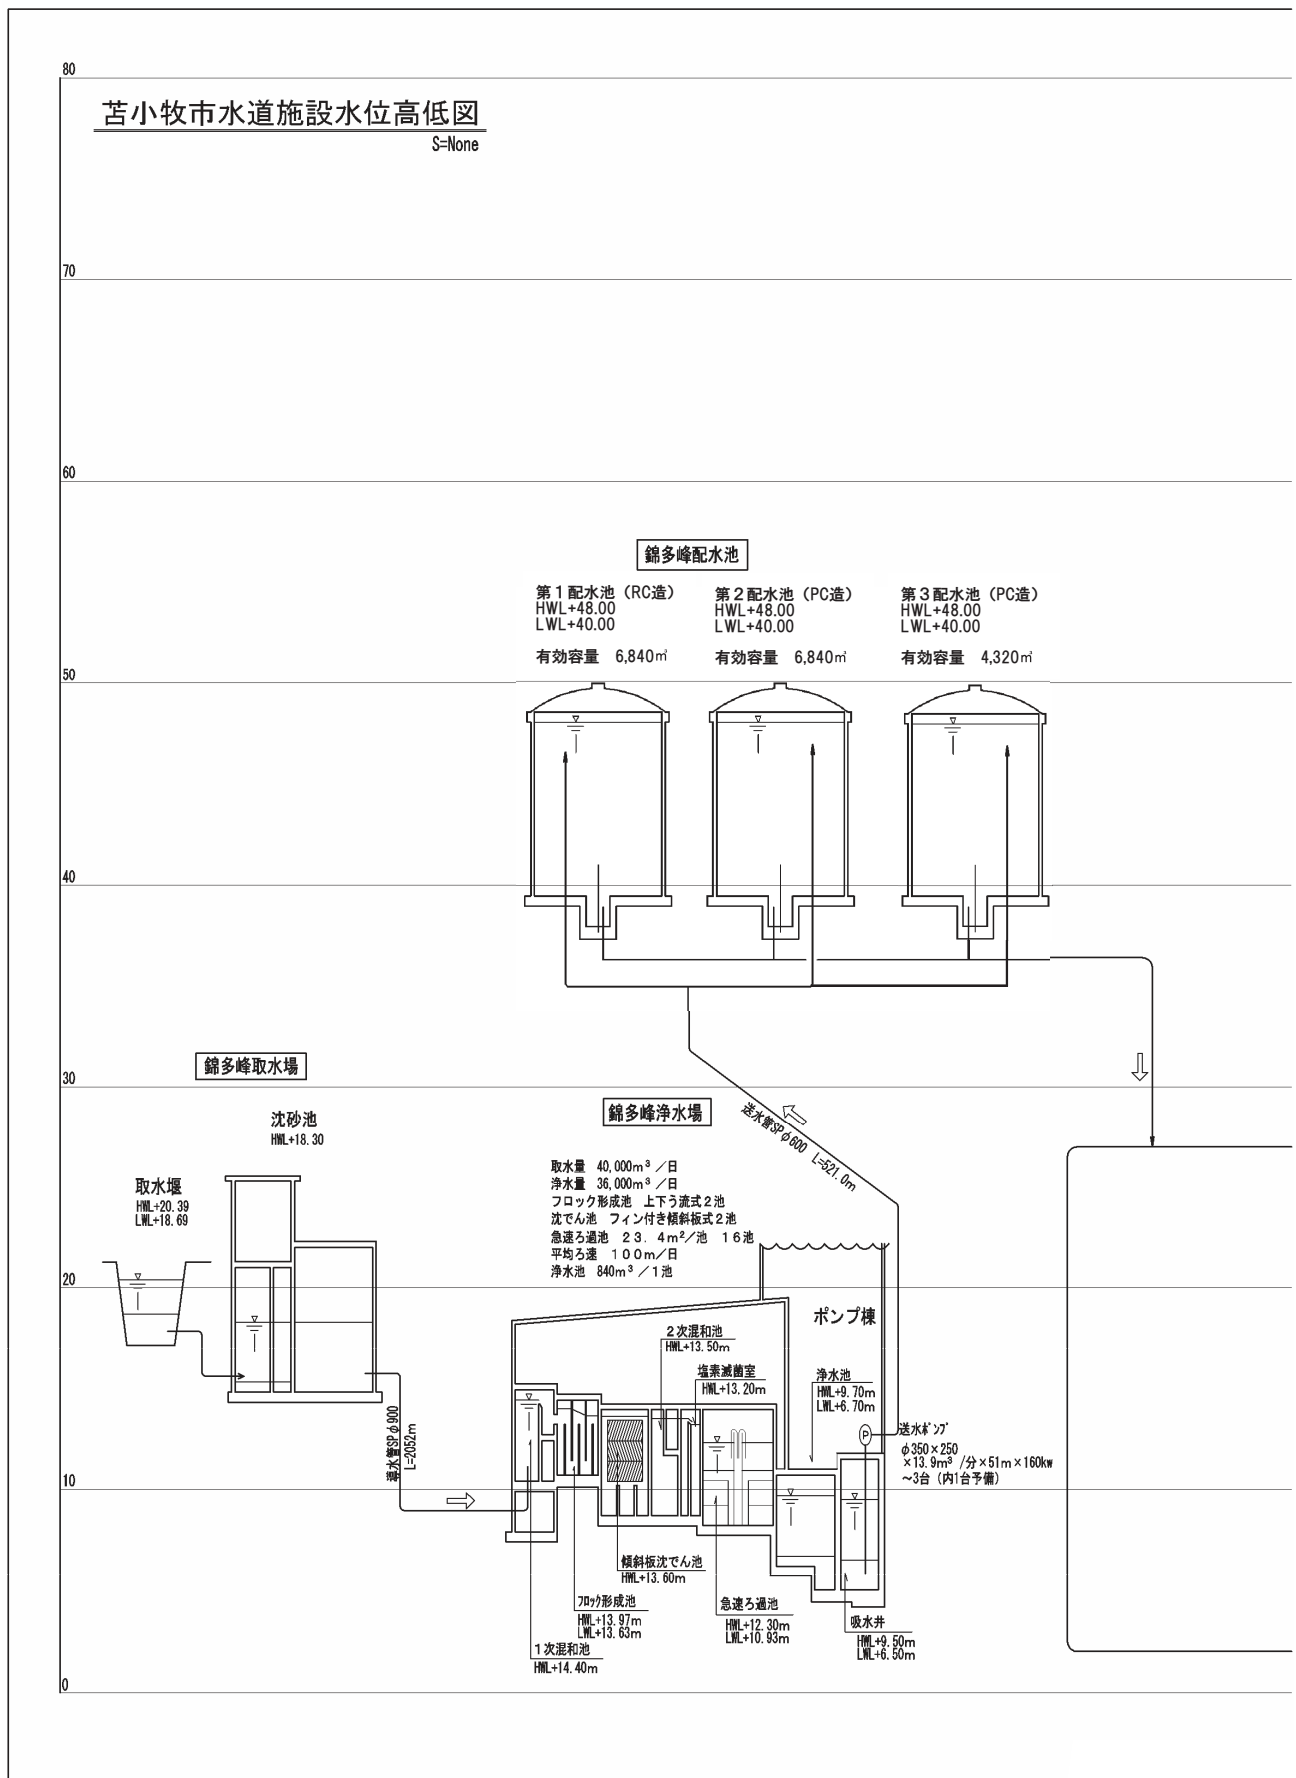 80
苫小牧市水道施設水位高低図
S=None
70
60
錦多峰配水池
第１配水池（RC造）
HWL+48.00
LWL+40.00
有効容量 6,840㎥
第２配水池（PC造）
HWL+48.00
LWL+40.00
有効容量 6,840㎥
第３配水池（PC造）
HWL+48.00
LWL+40.00
有効容量 4,320㎥
50
40
錦多峰取水場
30
沈砂池
HWL+18.30
取水堰
HWL+20.39
LWL+18.69
錦多峰浄水場
送水管SPφ600 L=521.0m
取水量 40,000m³／日
浄水量 36,000m³／日
フロック形成池 上下う流式２池
沈でん池 フィン付き傾斜板式２池
急速ろ過池 ２３．４m²／池 １６池
平均ろ速 １００m／日
浄水池 840m³／１池
20
ポンプ棟
２次混和池
HWL+13.50m
塩素滅菌室
HWL+13.20m
浄水池
HWL+9.70m
LWL+6.70m
導水管SPφ900
L=2052m
P
送水ﾎﾟﾝﾌﾟ
φ350×250
×13.9m³/分×51m×160kw
～3台（内1台予備）
10
傾斜板沈でん池
HWL+13.60m
ﾌﾛｯｸ形成池
HWL+13.97m
LWL+13.63m
急速ろ過池
HWL+12.30m
LWL+10.93m
吸水井
HWL+9.50m
LWL+6.50m
１次混和池
HWL+14.40m
0